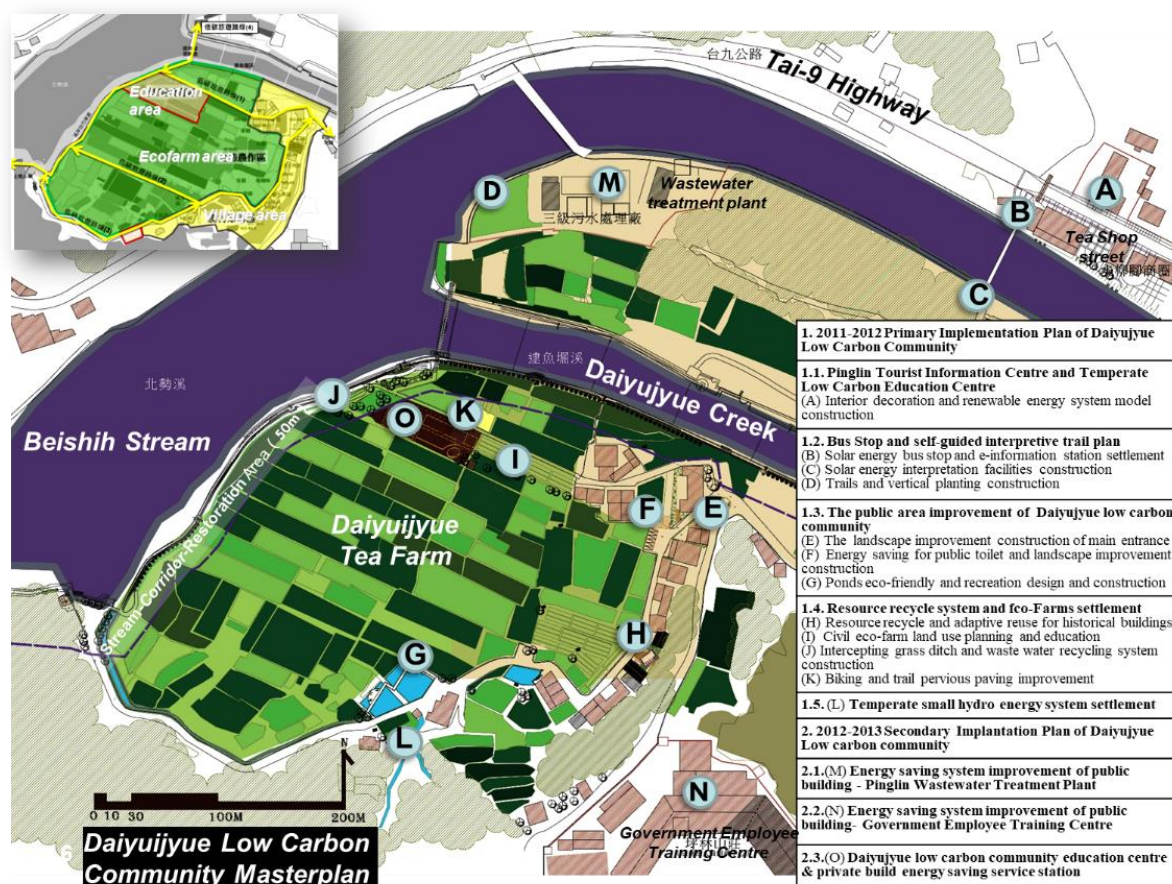 Education
area
Ecofarm area
Village area
台九公路
Tai-9 Highway
D
M
Wastewater
treatment plant
三級污水處理廠
A
B
Tea Shop
street
C
逮魚堀溪
Daiyujyue Creek
北勢溪
Beishih Stream
J
O
K
I
F
E
Stream-Corridor-Restoration Area ( 50m )
Daiyuijyue
Tea Farm
H
G
L
N
N
Government Employee
Training Centre
坪林山莊
0 10 30 100M 200M
6
Daiyujyue Low Carbon
Community Masterplan
1. 2011-2012 Primary Implementation Plan of Daiyujyue
Low Carbon Community
1.1. Pinglin Tourist Information Centre and Temperate
Low Carbon Education Centre
(A) Interior decoration and renewable energy system model
construction
1.2. Bus Stop and self-guided interpretive trail plan
(B) Solar energy bus stop and e-information station settlement
(C) Solar energy interpretation facilities construction
(D) Trails and vertical planting construction
1.3. The public area improvement of Daiyujyue low carbon
community
(E) The landscape improvement construction of main entrance
(F) Energy saving for public toilet and landscape improvement
construction
(G) Ponds eco-friendly and recreation design and construction
1.4. Resource recycle system and fco-Farms settlement
(H) Resource recycle and adaptive reuse for historical buildings
(I) Civil eco-farm land use planning and education
(J) Intercepting grass ditch and waste water recycling system
construction
(K) Biking and trail pervious paving improvement
1.5. (L) Temperate small hydro energy system settlement
2. 2012-2013 Secondary Implantation Plan of Daiyujyue
Low carbon community
2.1.(M) Energy saving system improvement of public
building - Pinglin Wastewater Treatment Plant
2.2.(N) Energy saving system improvement of public
building- Government Employee Training Centre
2.3.(O) Daiyujyue low carbon community education centre
& private build energy saving service station